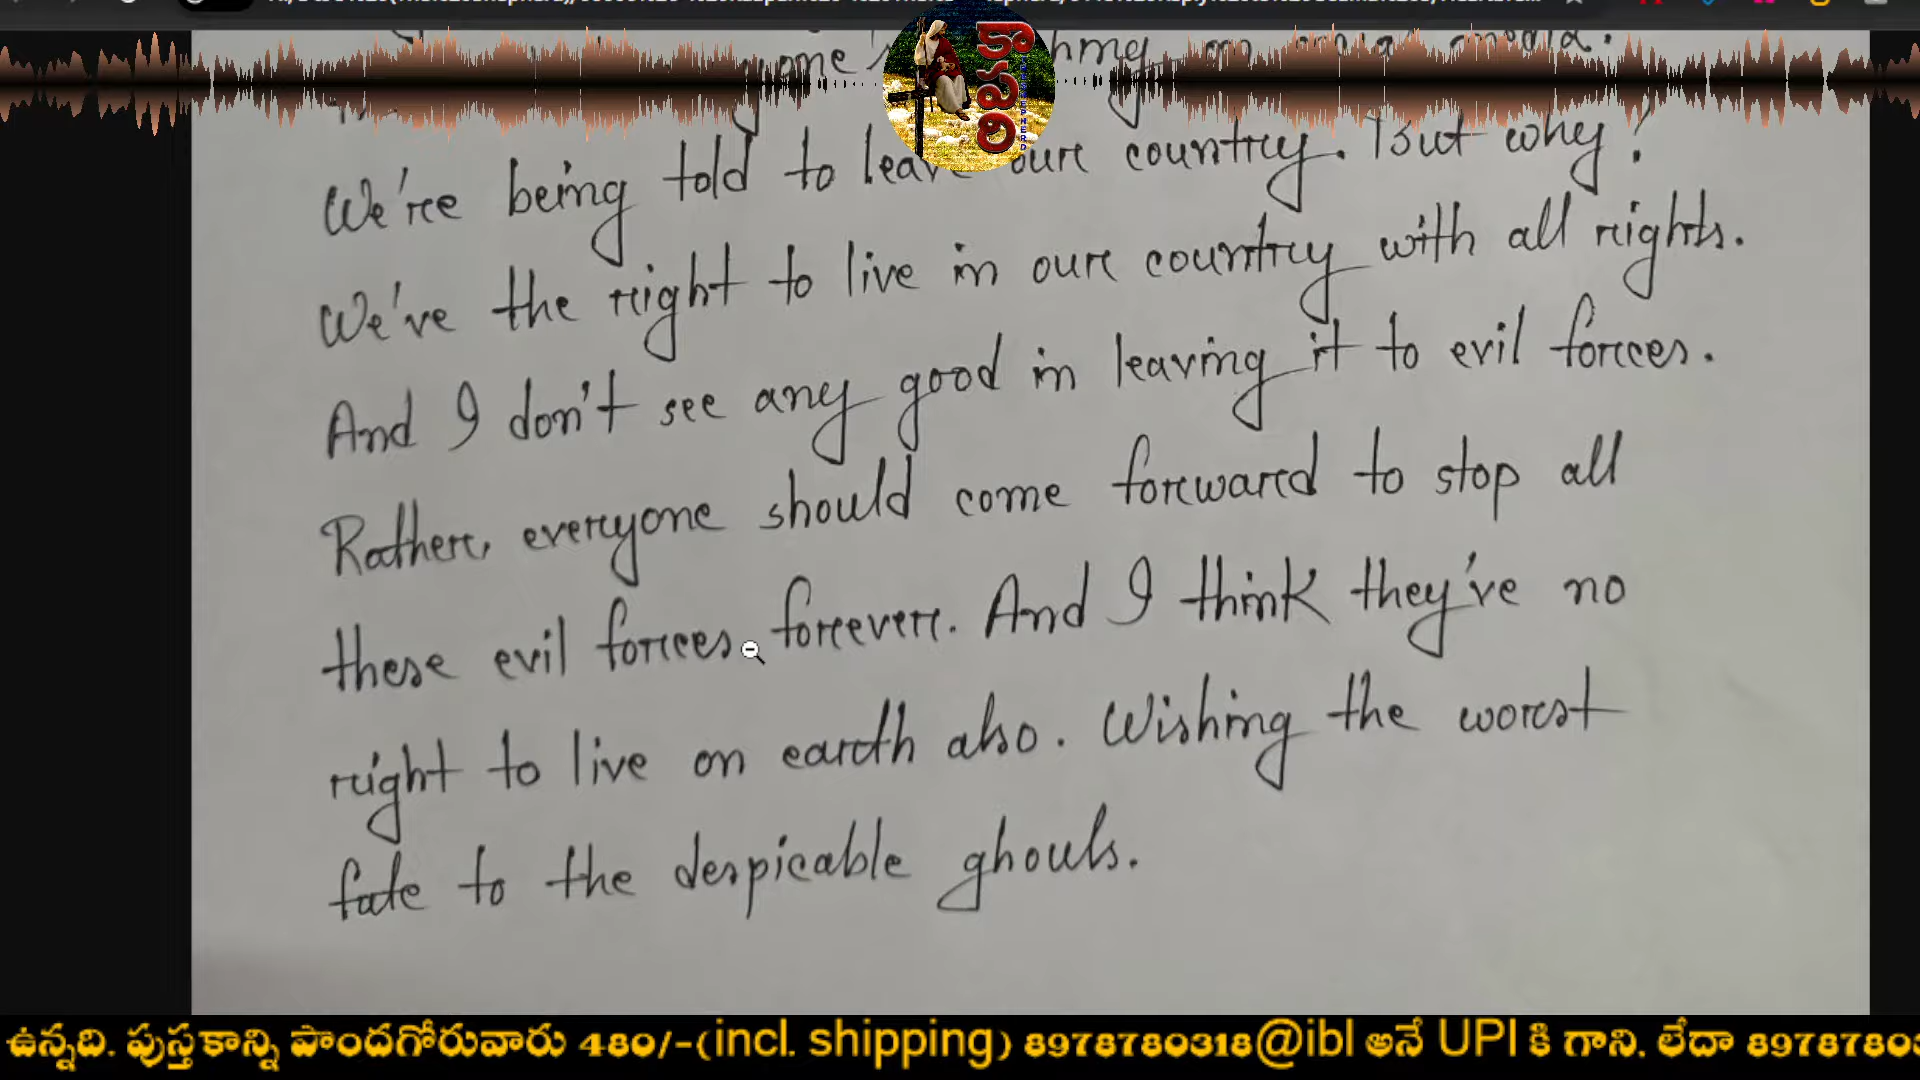 We're being told to leave our country. But why?
We've the right to live in our country with all rights.
And I don't see any good in leaving it to evil forces.
Rather, everyone should come forward to stop all
these evil forces forever. And I think they've no
right to live on earth also. Wishing the worst
fate to the despicable ghouls.
కాపరి
ఉన్నది. పుస్తకాన్ని పొందగోరువారు 480/-(incl. shipping) 8978780318@ibl అనే UPI కి గాని. లేదా 8978780